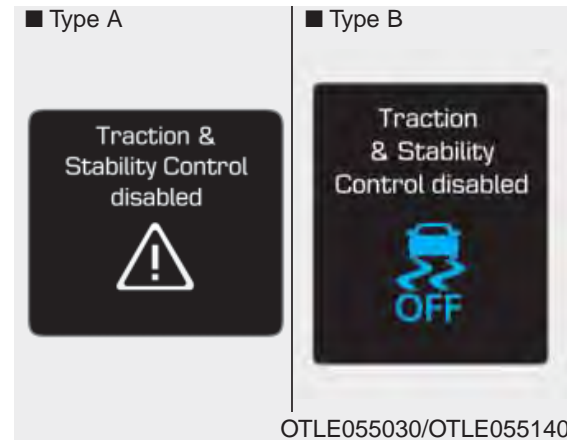 ■ Type A
Traction &
Stability Control
disabled
■ Type B
Traction
& Stability
Control disabled
OFF
OTLE055030/OTLE055140